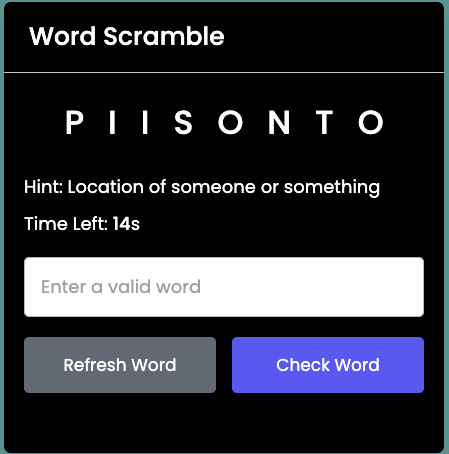 Word Scramble
P I I S O N T O
Hint: Location of someone or something
Time Left: 14s
Enter a valid word
Refresh Word Check Word